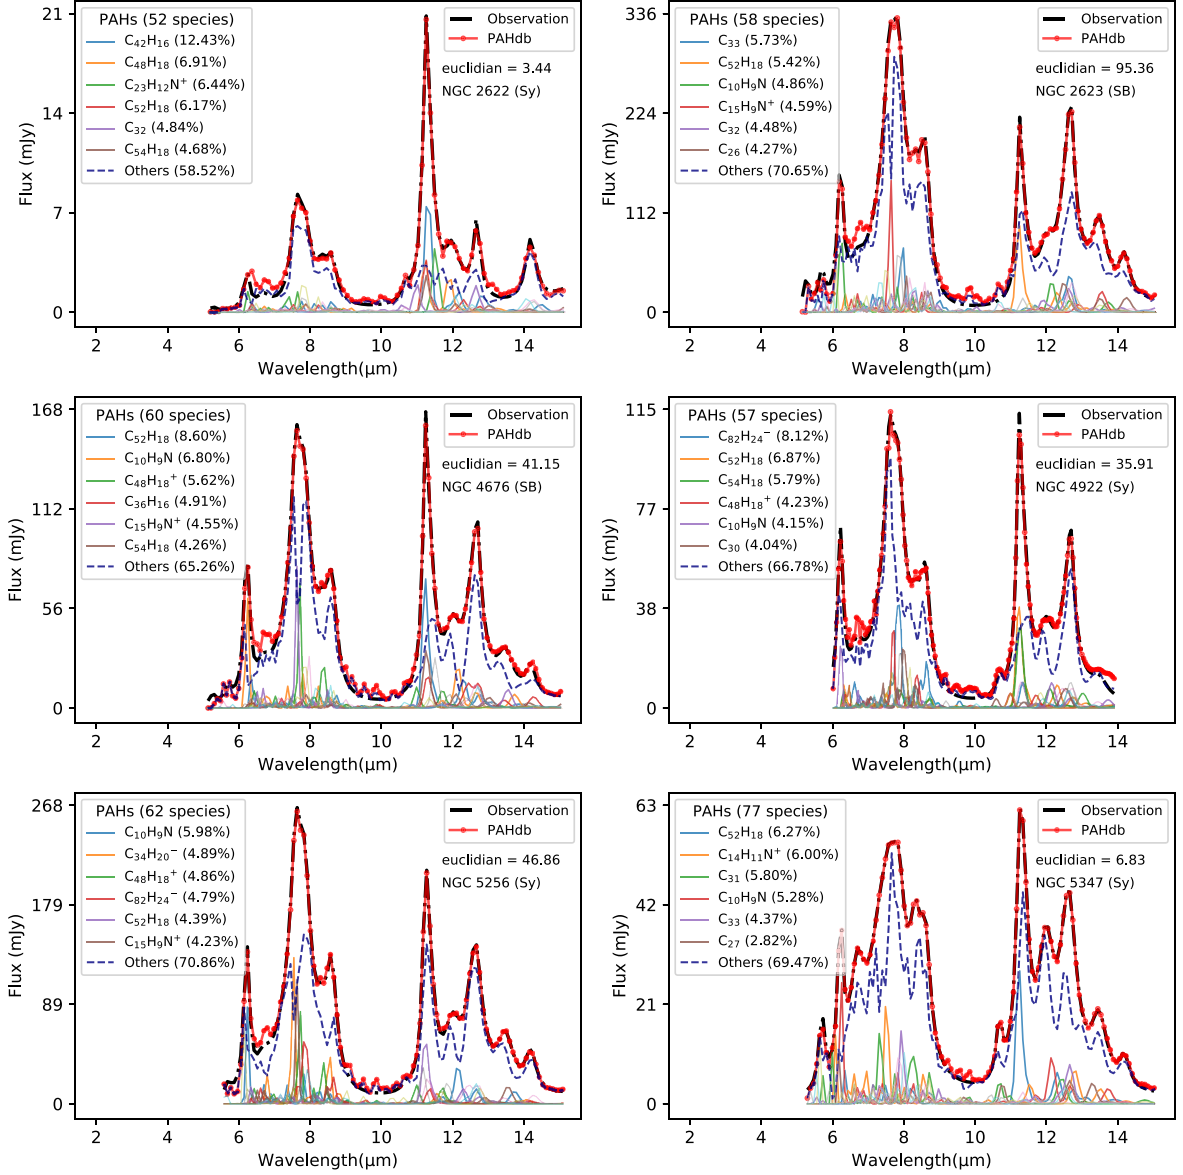 PAHs (52 species)
C₄₂H₁₆ (12.43%)
C₄₈H₁₈ (6.91%)
C₂₃H₁₂N⁺ (6.44%)
C₅₂H₁₈ (6.17%)
C₃₂ (4.84%)
C₅₄H₁₈ (4.68%)
Others (58.52%)
Observation
PAHdb
euclidian = 3.44
NGC 2622 (Sy)
Flux (mJy)
21
14
7
0
2 4 6 8 10 12 14
Wavelength(μm)
PAHs (58 species)
C₃₃ (5.73%)
C₅₂H₁₈ (5.42%)
C₁₀H₉N (4.86%)
C₁₅H₉N⁺ (4.59%)
C₃₂ (4.48%)
C₂₆ (4.27%)
Others (70.65%)
Observation
PAHdb
euclidian = 95.36
NGC 2623 (SB)
Flux (mJy)
336
224
112
0
2 4 6 8 10 12 14
Wavelength(μm)
PAHs (60 species)
C₅₂H₁₈ (8.60%)
C₁₀H₉N (6.80%)
C₄₈H₁₈⁺ (5.62%)
C₃₆H₁₆ (4.91%)
C₁₅H₉N⁺ (4.55%)
C₅₄H₁₈ (4.26%)
Others (65.26%)
Observation
PAHdb
euclidian = 41.15
NGC 4676 (SB)
Flux (mJy)
168
112
56
0
2 4 6 8 10 12 14
Wavelength(μm)
PAHs (57 species)
C₈₂H₂₄⁻ (8.12%)
C₅₂H₁₈ (6.87%)
C₅₄H₁₈ (5.79%)
C₄₈H₁₈⁺ (4.23%)
C₁₀H₉N (4.15%)
C₃₀ (4.04%)
Others (66.78%)
Observation
PAHdb
euclidian = 35.91
NGC 4922 (Sy)
Flux (mJy)
115
77
38
0
2 4 6 8 10 12 14
Wavelength(μm)
PAHs (62 species)
C₁₀H₉N (5.98%)
C₃₄H₂₀⁻ (4.89%)
C₄₈H₁₈⁺ (4.86%)
C₈₂H₂₄⁻ (4.79%)
C₅₂H₁₈ (4.39%)
C₁₅H₉N⁺ (4.23%)
Others (70.86%)
Observation
PAHdb
euclidian = 46.86
NGC 5256 (Sy)
Flux (mJy)
268
179
89
0
2 4 6 8 10 12 14
Wavelength(μm)
PAHs (77 species)
C₅₂H₁₈ (6.27%)
C₁₄H₁₁N⁺ (6.00%)
C₃₁ (5.80%)
C₁₀H₉N (5.28%)
C₃₃ (4.37%)
C₂₇ (2.82%)
Others (69.47%)
Observation
PAHdb
euclidian = 6.83
NGC 5347 (Sy)
Flux (mJy)
63
42
21
0
2 4 6 8 10 12 14
Wavelength(μm)